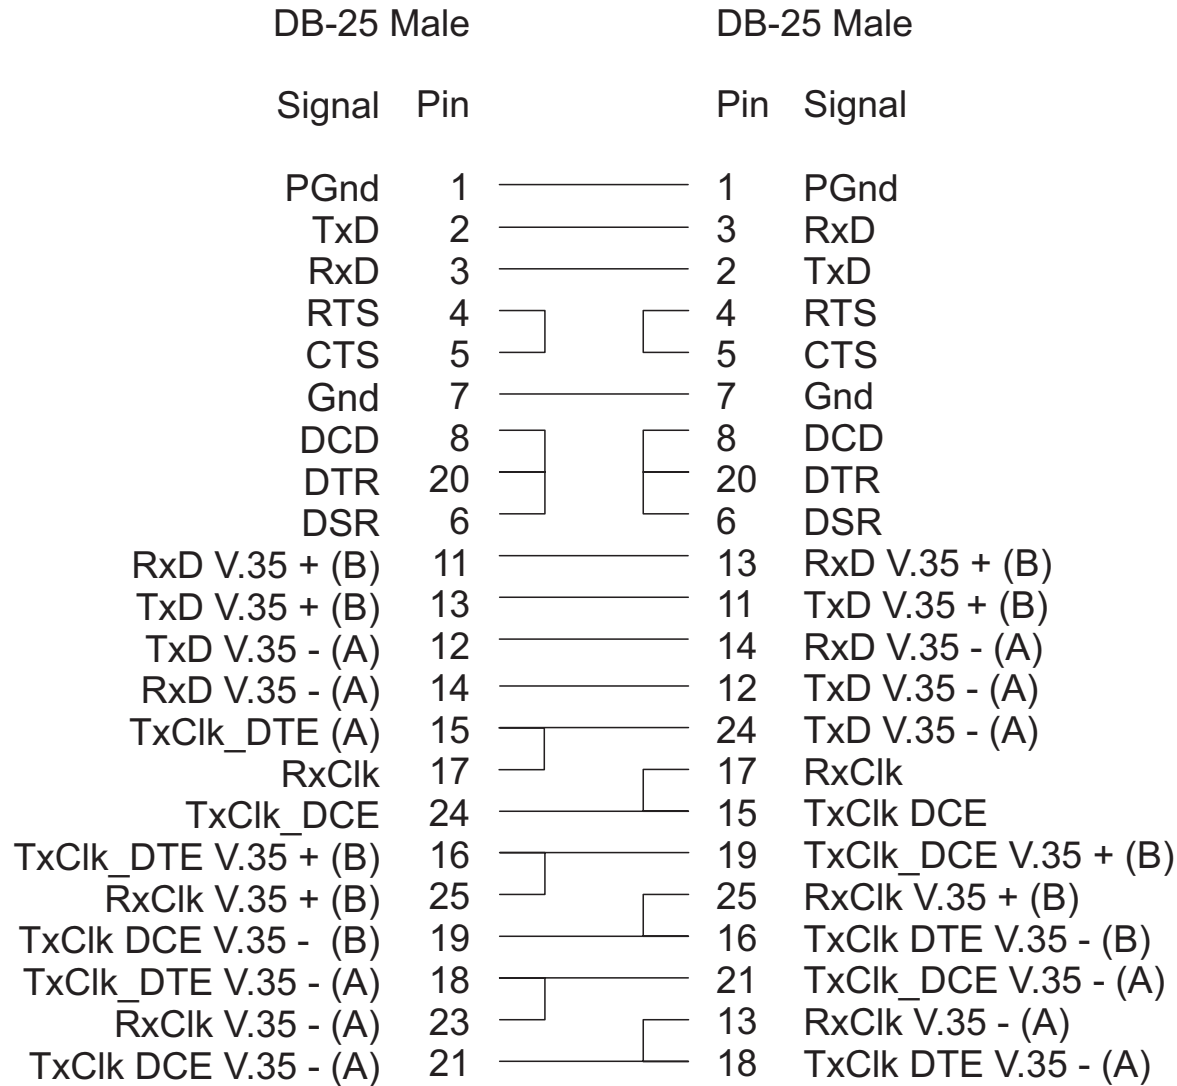 DB-25 Male DB-25 Male
Signal Pin Pin Signal
PGnd 1 1 PGnd
TxD 2 3 RxD
RxD 3 2 TxD
RTS 4 4 RTS
CTS 5 5 CTS
Gnd 7 7 Gnd
DCD 8 8 DCD
DTR 20 20 DTR
DSR 6 6 DSR
RxD V.35 + (B) 11 13 RxD V.35 + (B)
TxD V.35 + (B) 13 11 TxD V.35 + (B)
TxD V.35 - (A) 12 14 RxD V.35 - (A)
RxD V.35 - (A) 14 12 TxD V.35 - (A)
TxClk_DTE (A) 15 24 TxD V.35 - (A)
RxClk 17 17 RxClk
TxClk_DCE 24 15 TxClk DCE
TxClk_DTE V.35 + (B) 16 19 TxClk_DCE V.35 + (B)
RxClk V.35 + (B) 25 25 RxClk V.35 + (B)
TxClk DCE V.35 - (B) 19 16 TxClk DTE V.35 - (B)
TxClk_DTE V.35 - (A) 18 21 TxClk_DCE V.35 - (A)
RxClk V.35 - (A) 23 13 RxClk V.35 - (A)
TxClk DCE V.35 - (A) 21 18 TxClk DTE V.35 - (A)